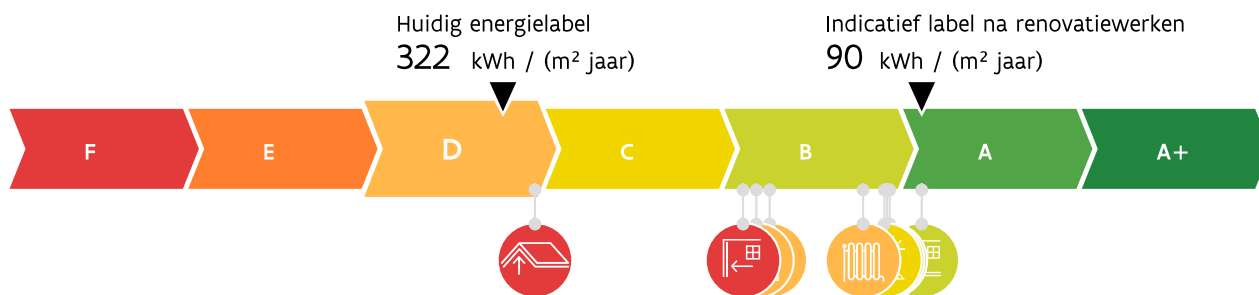 Huidig energielabel
322 kWh / (m² jaar)
Indicatief label na renovatiewerken
90 kWh / (m² jaar)
F E D C B A A+